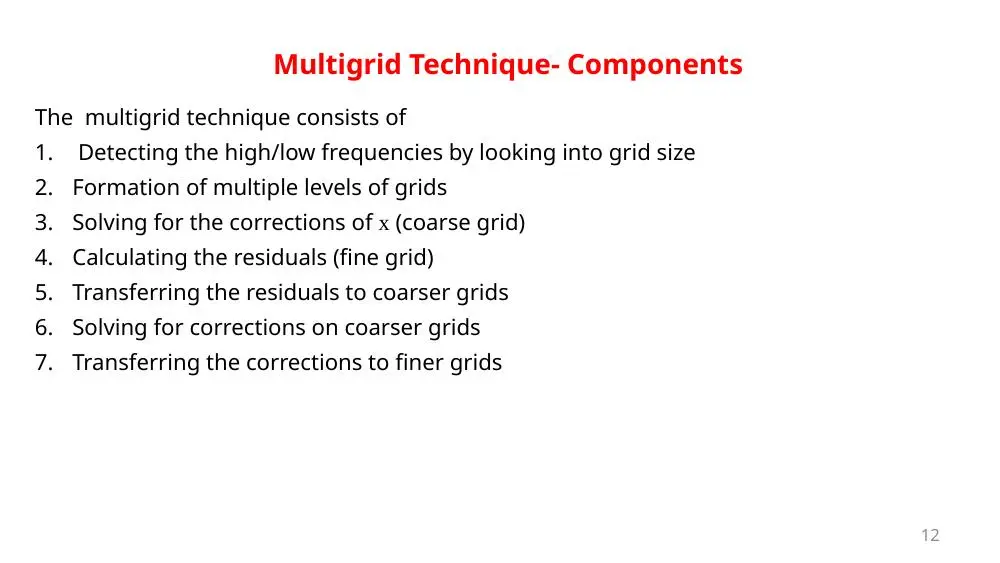 Multigrid Technique- Components
The  multigrid technique consists of
1.  Detecting the high/low frequencies by looking into grid size
2. Formation of multiple levels of grids
3. Solving for the corrections of x (coarse grid)
4. Calculating the residuals (fine grid)
5. Transferring the residuals to coarser grids
6. Solving for corrections on coarser grids
7. Transferring the corrections to finer grids
12